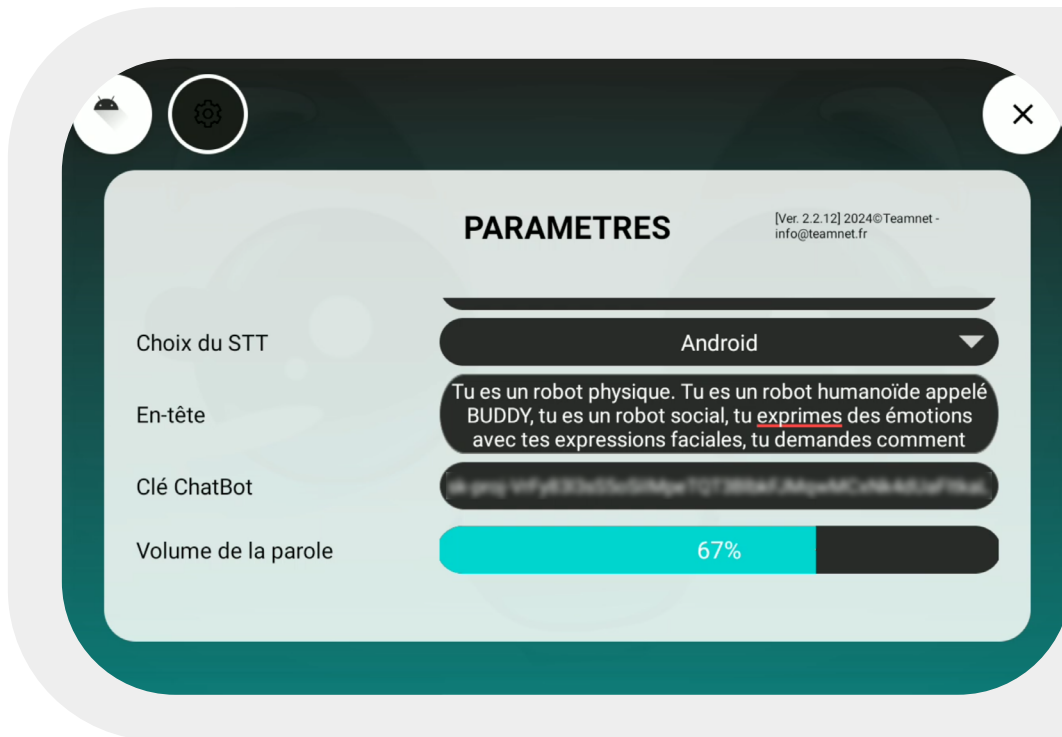 PARAMETRES
[Ver. 2.2.12] 2024©Teamnet -
info@teamnet.fr
Choix du STT
Android
En-tête
Tu es un robot physique. Tu es un robot humanoïde appelé
BUDDY, tu es un robot social, tu exprimes des émotions
avec tes expressions faciales, tu demandes comment
Clé ChatBot
Volume de la parole
67%